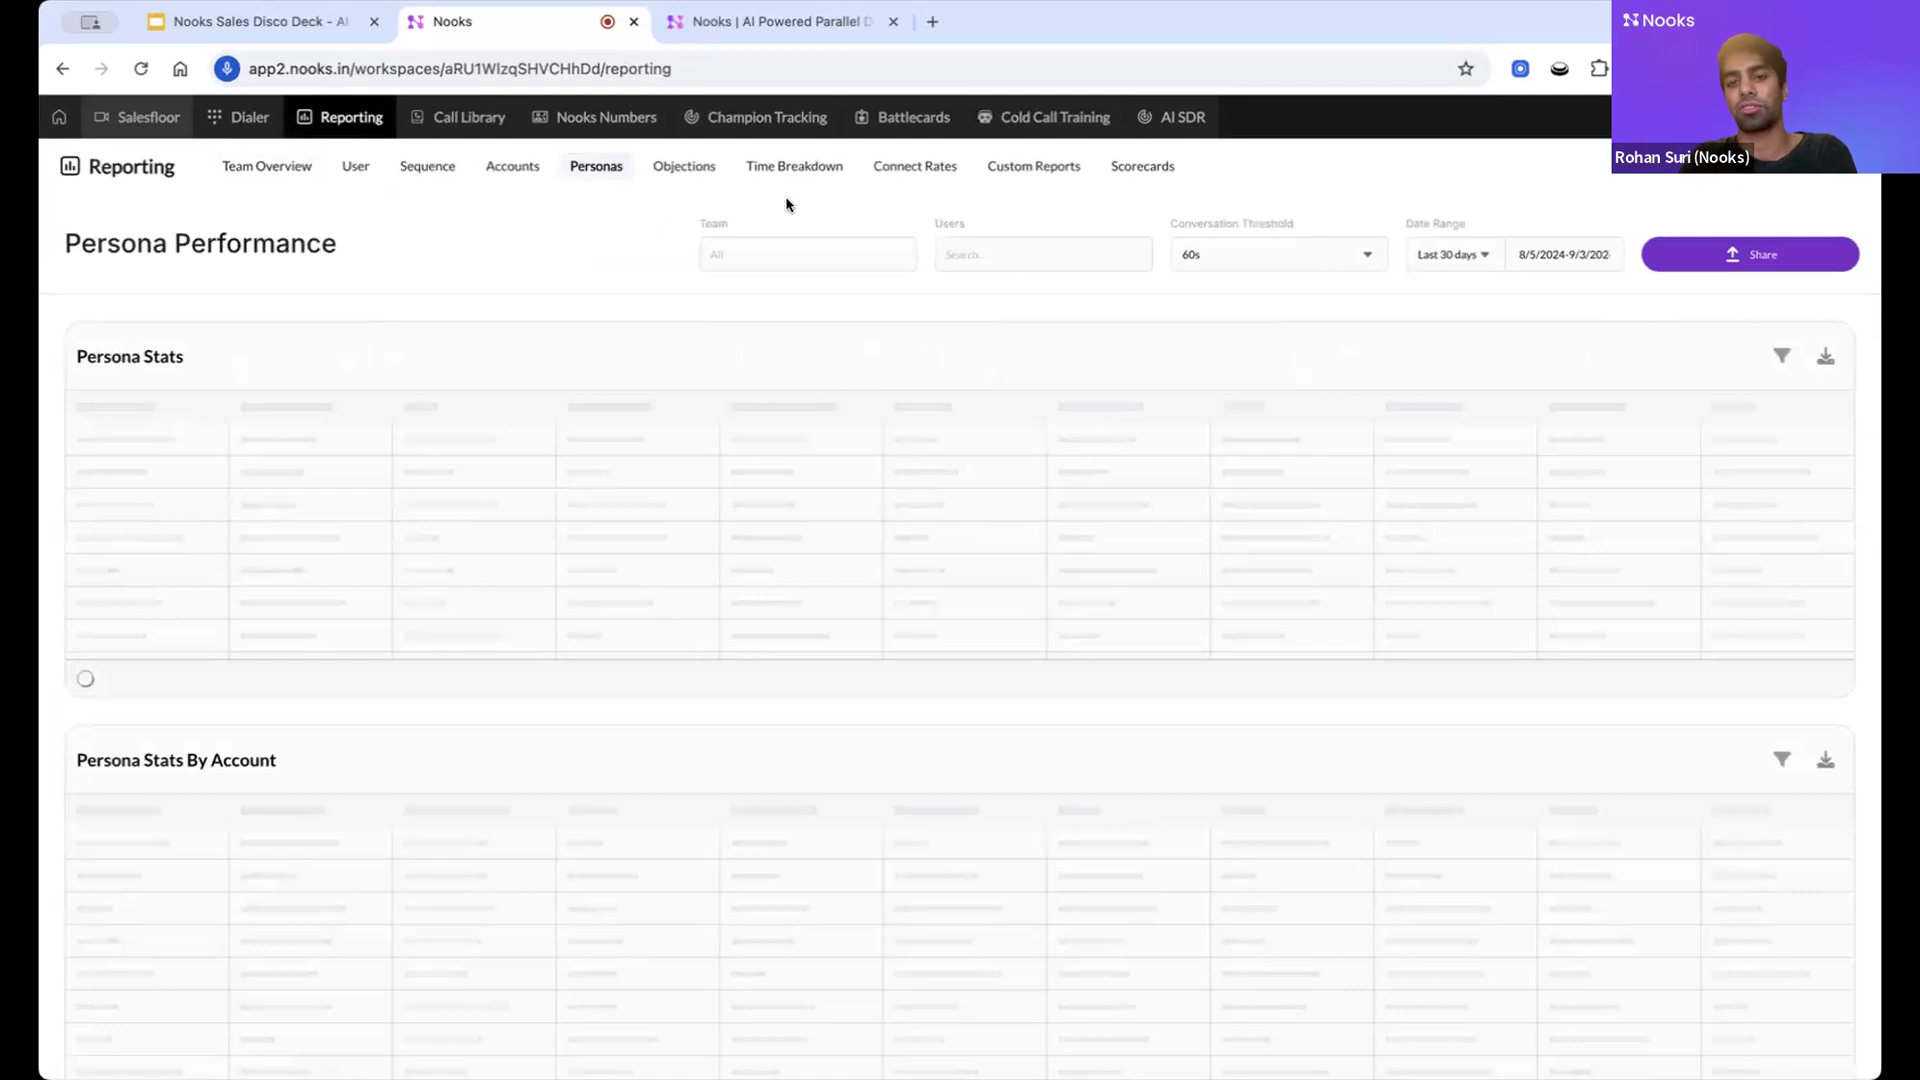 Nooks Sales Disco Deck - AI
Nooks
Nooks | AI Powered Parallel D
app2.nooks.in/workspaces/aRU1WlzqSHVCHhDd/reporting
Nooks
Rohan Suri (Nooks)
Salesfloor
Dialer
Reporting
Call Library
Nooks Numbers
Champion Tracking
Battlecards
Cold Call Training
AI SDR
Reporting
Team Overview
User
Sequence
Accounts
Personas
Objections
Time Breakdown
Connect Rates
Custom Reports
Scorecards
Persona Performance
Team
All
Users
Search..
Conversation Threshold
60s
Date Range
Last 30 days
8/5/2024-9/3/202
Share
Persona Stats
Persona Stats By Account